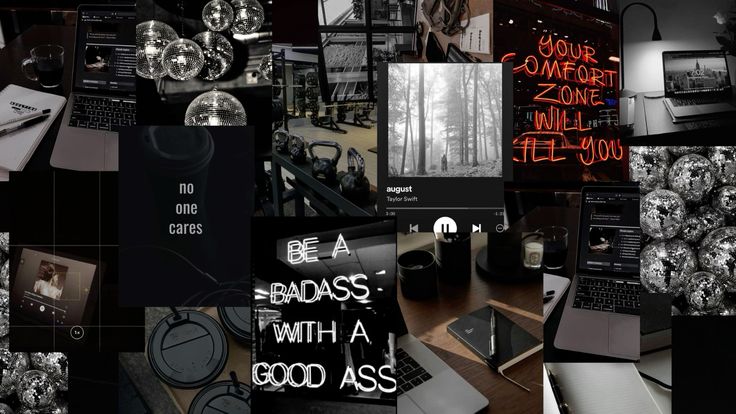 YOUR
COMFORT
ZONE
WILL
KILL YOU
no
one
cares
august
Taylor Swift
BE A
BADASS
WITH A
GOOD ASS